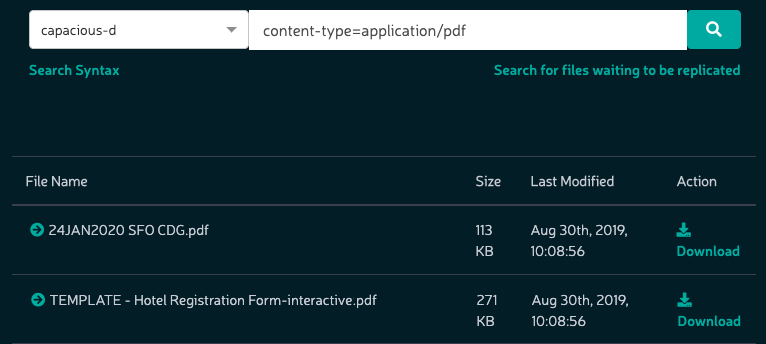 capacious-d
content-type=application/pdf
Search Syntax
Search for files waiting to be replicated
File Name Size Last Modified Action
24JAN2020 SFO CDG.pdf 113 Aug 30th, 2019,
KB 10:08:56 Download
TEMPLATE - Hotel Registration Form-interactive.pdf 271 Aug 30th, 2019,
KB 10:08:56 Download